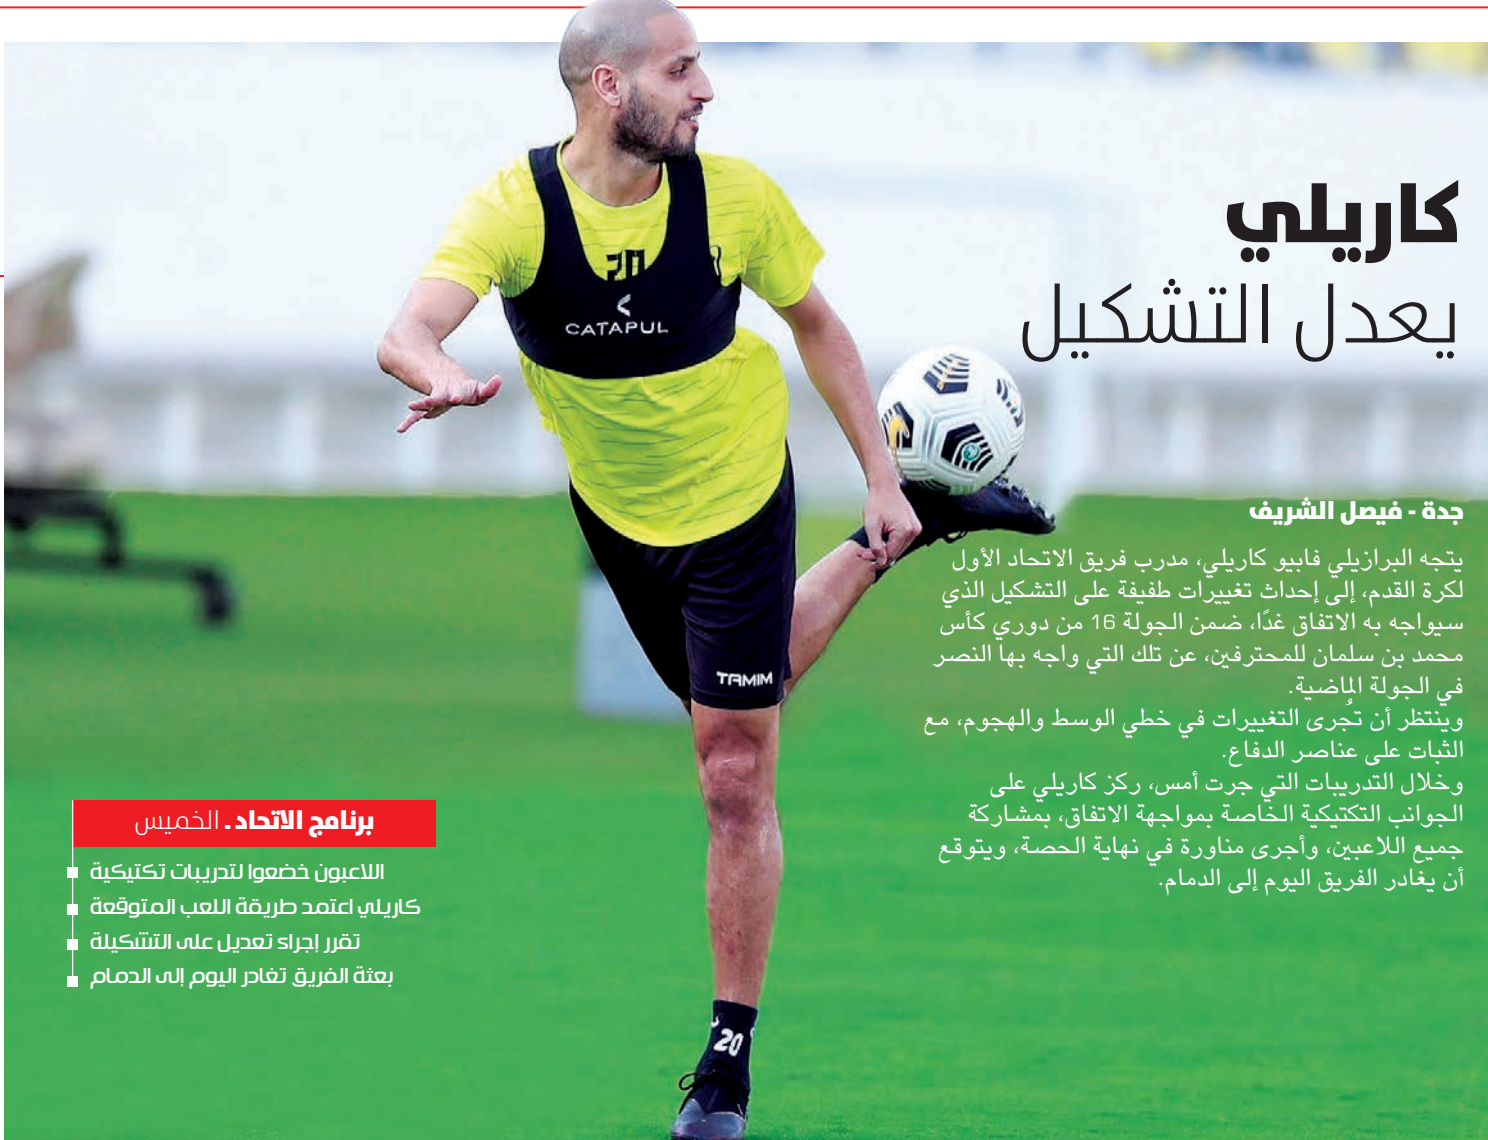 كاريلي
يعدل التشكيل
جدة - فيصل الشريف
يتجه البرازيلي فابيو كاريلي، مدرب فريق الاتحاد الأول
لكرة القدم، إلى إحداث تغييرات طفيفة على التشكيل الذي
سيواجه به الاتفاق غدًا، ضمن الجولة 16 من دوري كأس
محمد بن سلمان للمحترفين، عن تلك التي واجه بها النصر
في الجولة الماضية.
وينتظر أن تُجرى التغييرات في خطي الوسط والهجوم، مع
الثبات على عناصر الدفاع.
وخلال التدريبات التي جرت أمس، ركز كاريلي على
الجوانب التكتيكية الخاصة بمواجهة الاتفاق، بمشاركة
جميع اللاعبين، وأجرى مناورة في نهاية الحصة، ويتوقع
أن يغادر الفريق اليوم إلى الدمام.
برنامج الاتحاد . الخميس
اللاعبون خضعوا لتدريبات تكتيكية
كاريلي اعتمد طريقة اللعب المتوقعة
تقرر إجراء تعديل على التشكيلة
بعثة الفريق تغادر اليوم إلى الدمام
20
CATAPUL
TAMIM
20